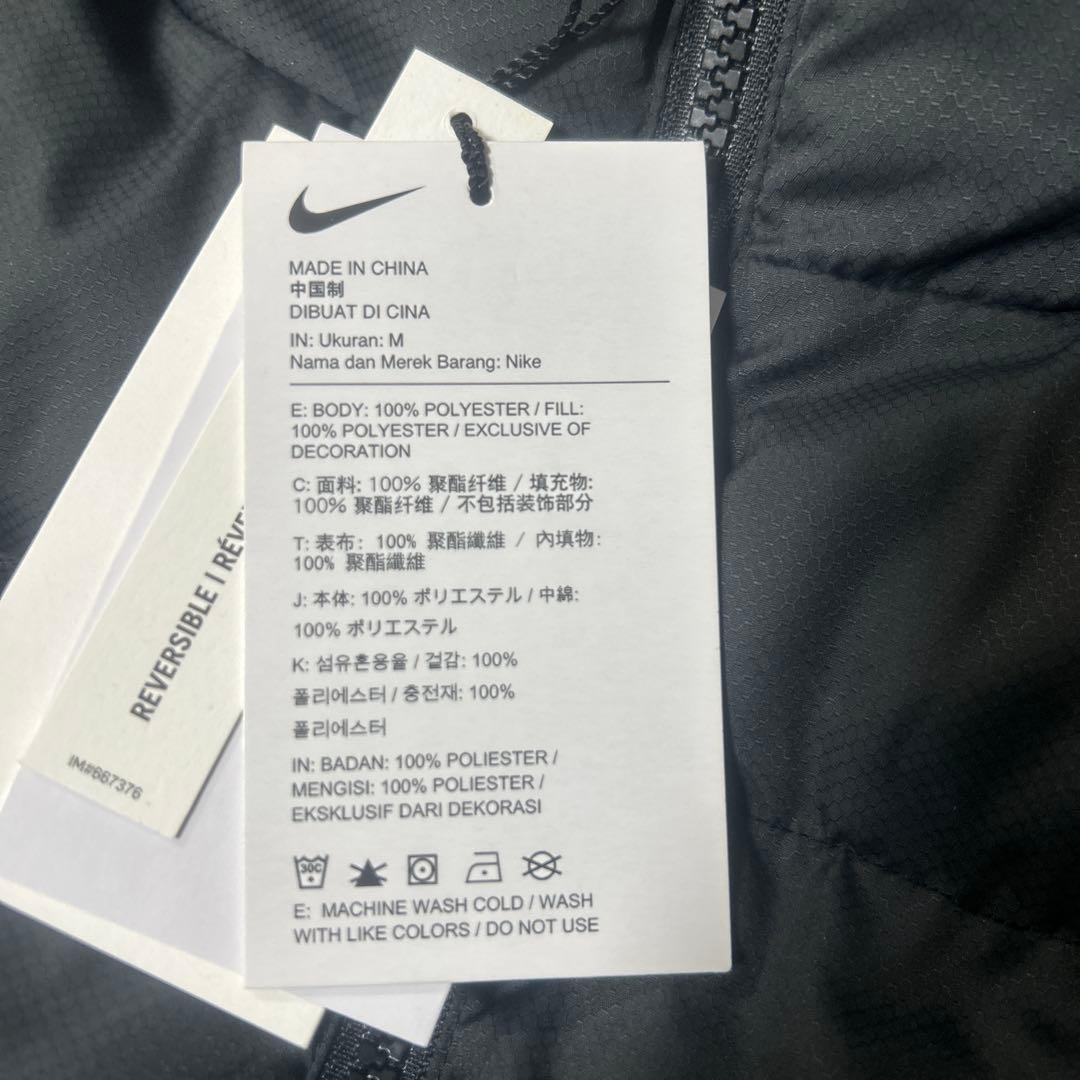 MADE IN CHINA
中国制
DIBUAT DI CINA
IN: Ukuran: M
Nama dan Merek Barang: Nike
E: BODY: 100% POLYESTER / FILL:
100% POLYESTER / EXCLUSIVE OF
DECORATION
C: 面料: 100% 聚酯纤维 / 填充物:
100% 聚酯纤维 / 不包括装饰部分
T: 表布: 100% 聚酯纖維 / 內填物:
100% 聚酯纖維
J: 本体: 100% ポリエステル / 中綿:
100% ポリエステル
K: 섬유혼용율 / 겉감: 100%
폴리에스터 / 충전재: 100%
폴리에스터
IN: BADAN: 100% POLIESTER /
MENGISI: 100% POLIESTER /
EKSKLUSIF DARI DEKORASI
30C
E: MACHINE WASH COLD / WASH
WITH LIKE COLORS / DO NOT USE
REVERSIBLE | RÉVE
IM#667376